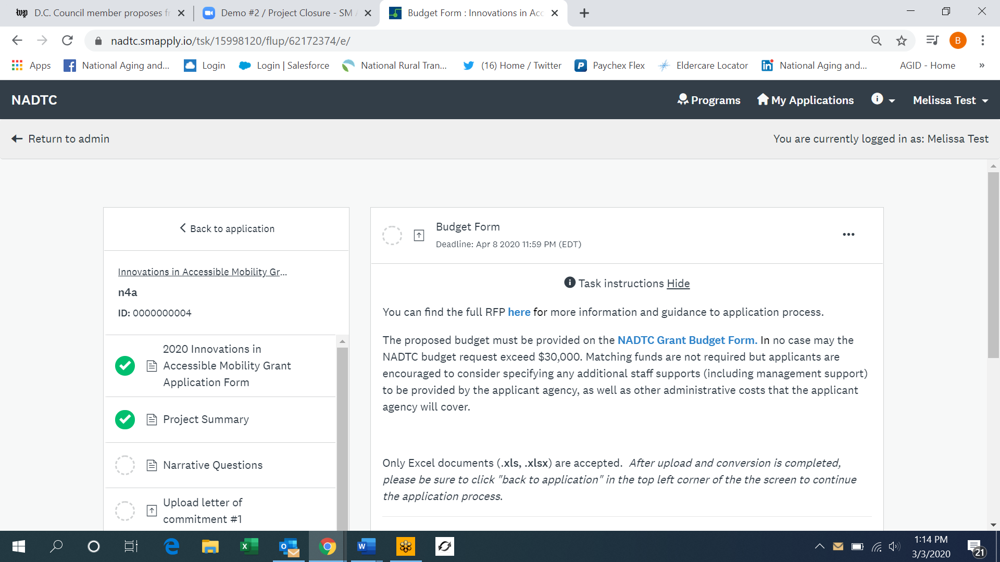 D.C. Council member proposes fr
Demo #2 / Project Closure - SM A
Budget Form : Innovations in Acc
nadtc.smapply.io/tsk/15998120/flup/62172374/e/
B
Apps
National Aging and...
Login
Login | Salesforce
National Rural Tran...
(16) Home / Twitter
Paychex Flex
Eldercare Locator
National Aging and...
AGID - Home
»
NADTC
Programs
My Applications
Melissa Test
Return to admin
You are currently logged in as: Melissa Test
Back to application
Innovations in Accessible Mobility Gr...
n4a
ID: 0000000004
2020 Innovations in
Accessible Mobility Grant
Application Form
Project Summary
Narrative Questions
Upload letter of
commitment #1
Budget Form
Deadline: Apr 8 2020 11:59 PM (EDT)
Task instructions Hide
You can find the full RFP here for more information and guidance to application process.
The proposed budget must be provided on the NADTC Grant Budget Form. In no case may the
NADTC budget request exceed $30,000. Matching funds are not required but applicants are
encouraged to consider specifying any additional staff supports (including management support)
to be provided by the applicant agency, as well as other administrative costs that the applicant
agency will cover.
Only Excel documents (.xls, .xlsx) are accepted. After upload and conversion is completed,
please be sure to click "back to application" in the top left corner of the the screen to continue
the application process.
1:14 PM
3/3/2020
21